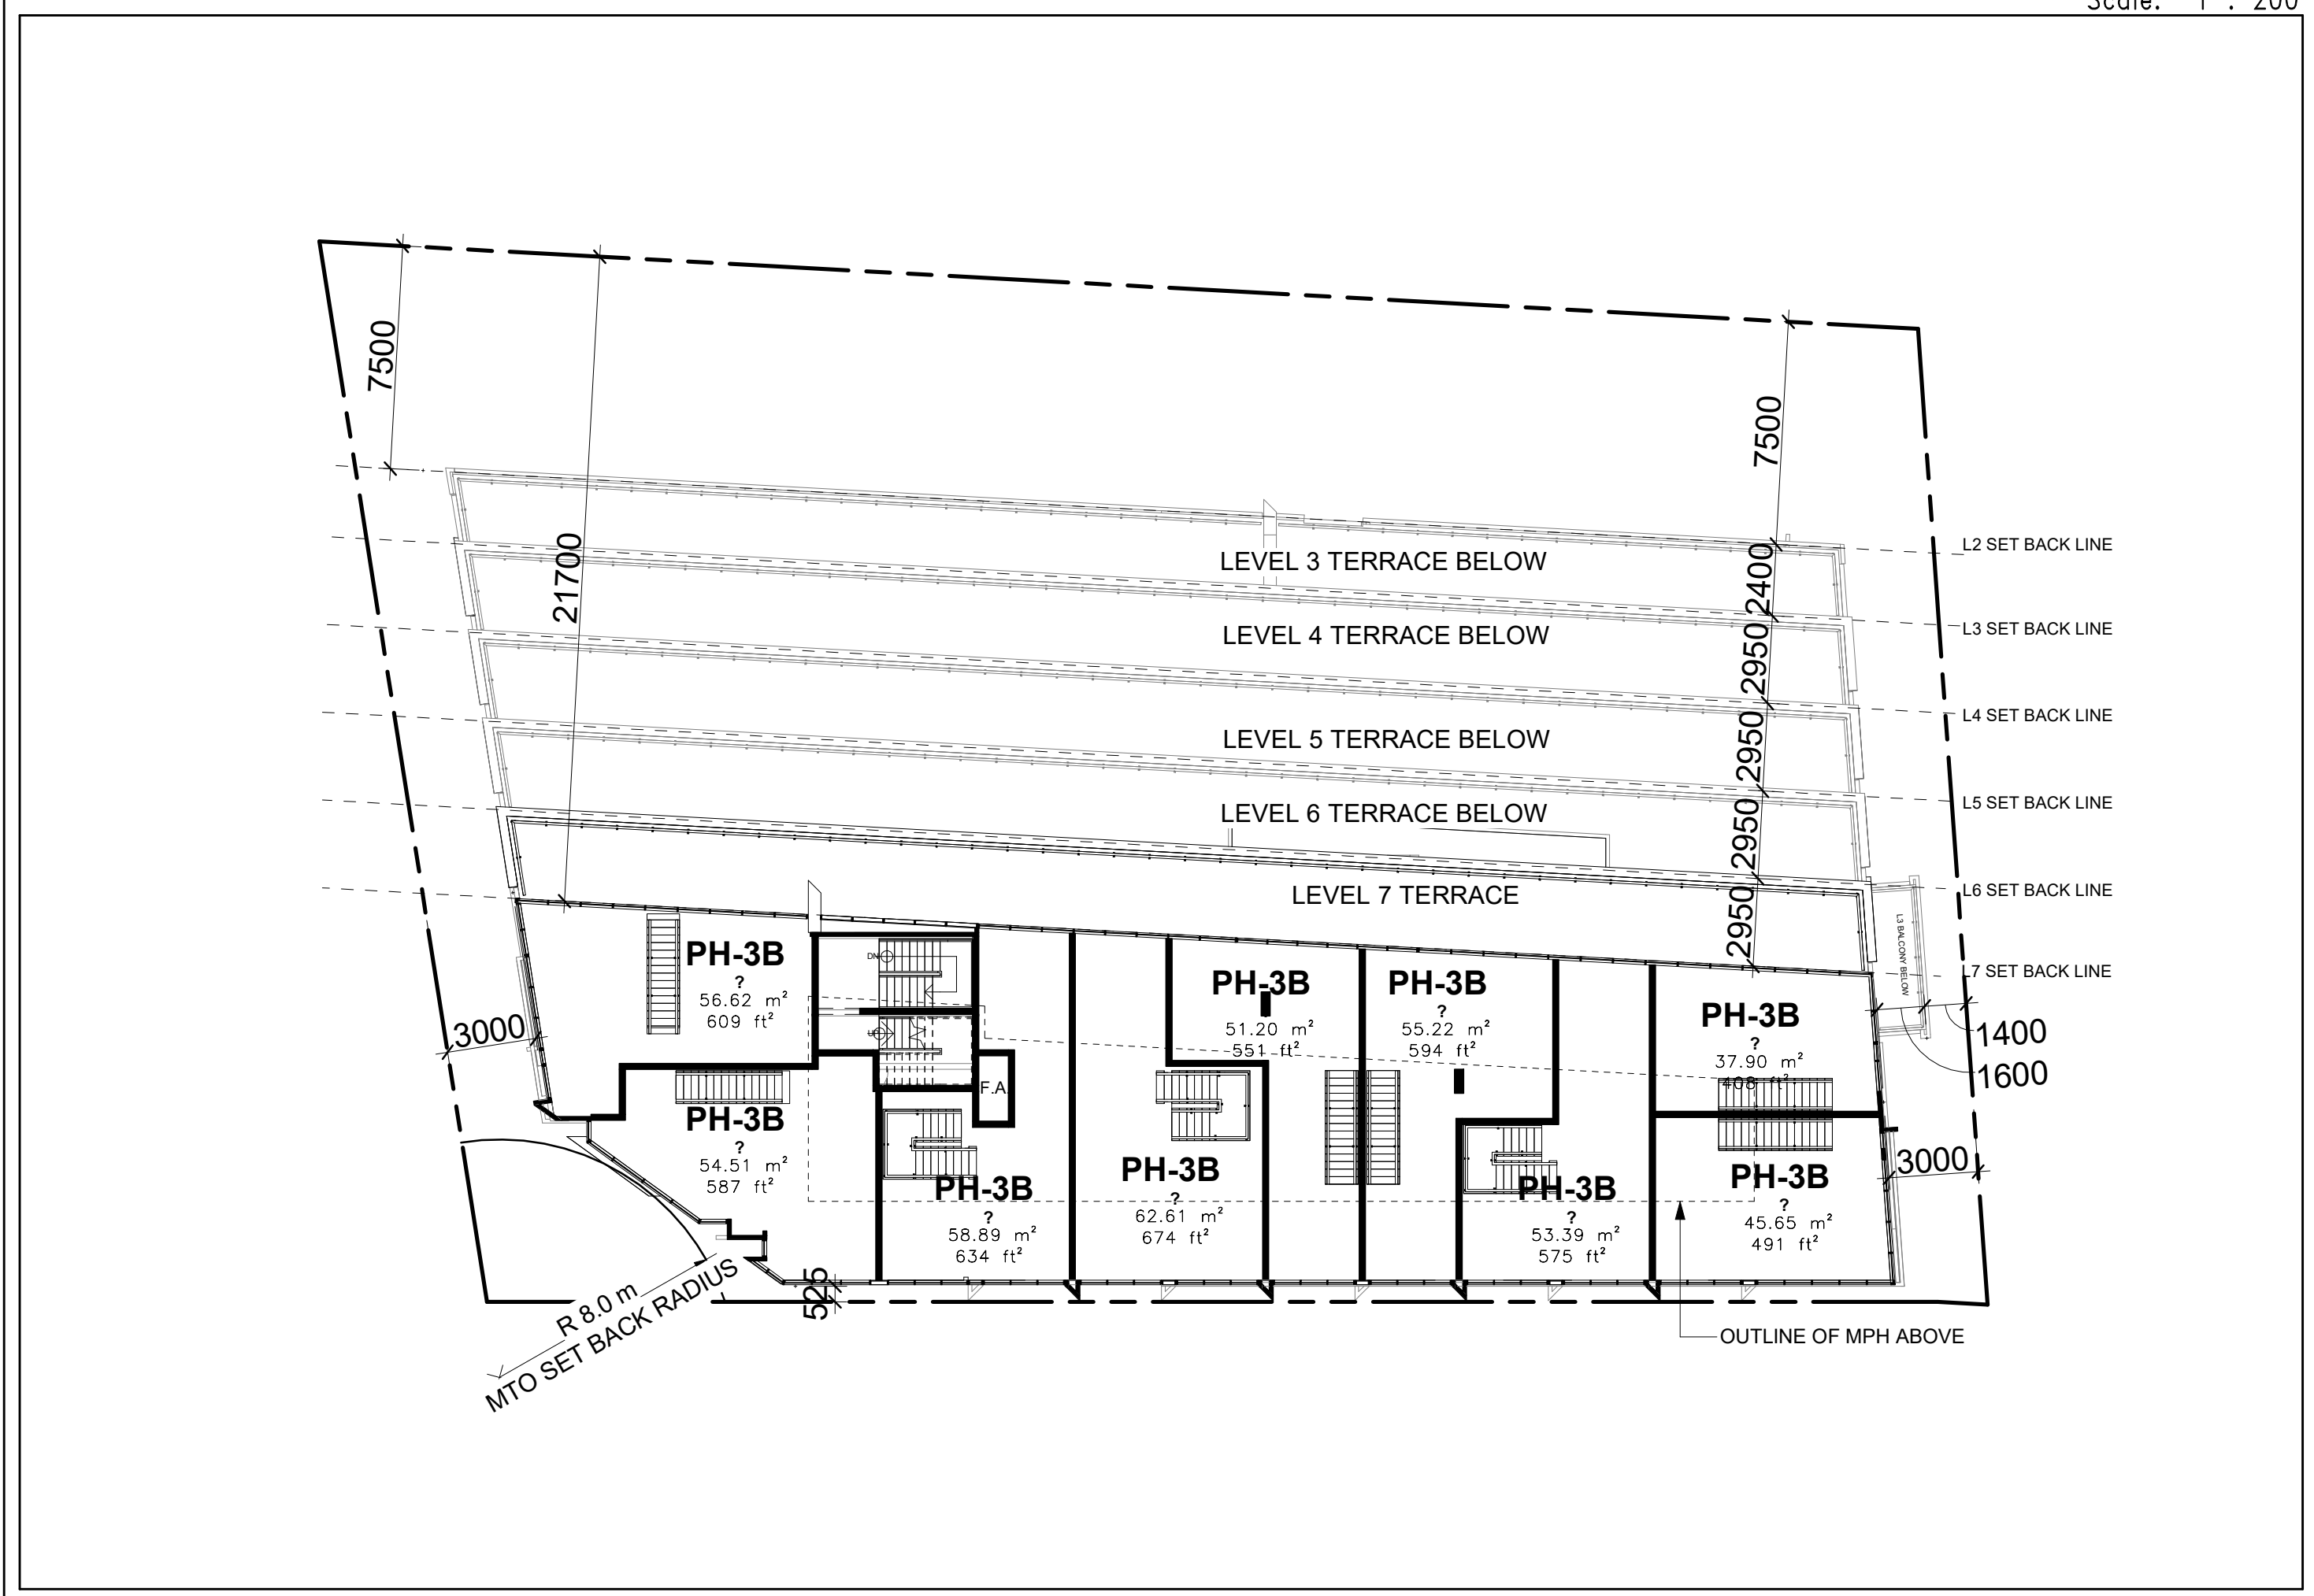 Scale: 1 : 200
7500
7500
21700
L2 SET BACK LINE
LEVEL 3 TERRACE BELOW
2400
L3 SET BACK LINE
LEVEL 4 TERRACE BELOW
2950
L4 SET BACK LINE
LEVEL 5 TERRACE BELOW
2950
L5 SET BACK LINE
LEVEL 6 TERRACE BELOW
2950
L6 SET BACK LINE
LEVEL 7 TERRACE
2950
L3 BALCONY BELOW
L7 SET BACK LINE
PH-3B
?
56.62 m²
609 ft²
DN
UP
PH-3B
?
51.20 m²
551 ft²
PH-3B
?
55.22 m²
594 ft²
PH-3B
?
37.90 m²
408 ft²
3000
1400
1600
F.A.
PH-3B
?
54.51 m²
587 ft²
PH-3B
?
58.89 m²
634 ft²
PH-3B
?
62.61 m²
674 ft²
PH-3B
?
53.39 m²
575 ft²
PH-3B
?
45.65 m²
491 ft²
3000
525
R 8.0 m
MTO SET BACK RADIUS
OUTLINE OF MPH ABOVE